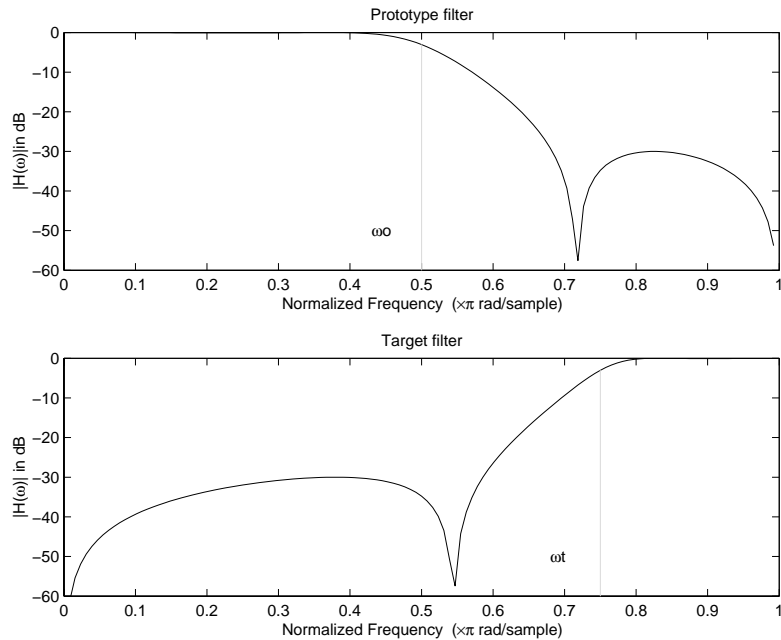 Prototype filter
0
−10
−20
−30
−40
−50
−60
|H(ω)|in dB
ωo
0 0.1 0.2 0.3 0.4 0.5 0.6 0.7 0.8 0.9 1
Normalized Frequency (×π rad/sample)
Target filter
0
−10
−20
−30
−40
−50
−60
|H(ω)| in dB
ωt
0 0.1 0.2 0.3 0.4 0.5 0.6 0.7 0.8 0.9 1
Normalized Frequency (×π rad/sample)